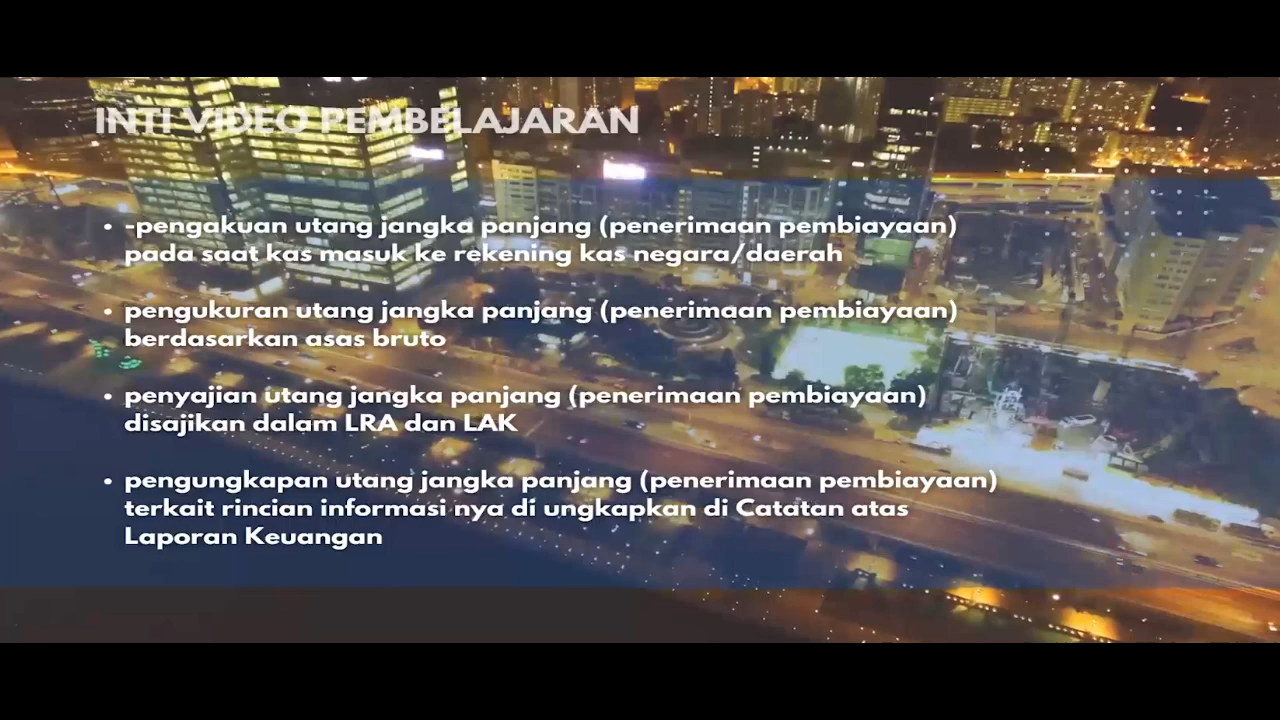 INTI VIDEO PEMBELAJARAN
• -pengakuan utang jangka panjang (penerimaan pembiayaan)
pada saat kas masuk ke rekening kas negara/daerah
• pengukuran utang jangka panjang (penerimaan pembiayaan)
berdasarkan asas bruto
• penyajian utang jangka panjang (penerimaan pembiayaan)
disajikan dalam LRA dan LAK
• pengungkapan utang jangka panjang (penerimaan pembiayaan)
terkait rincian informasi nya di ungkapkan di Catatan atas
Laporan Keuangan